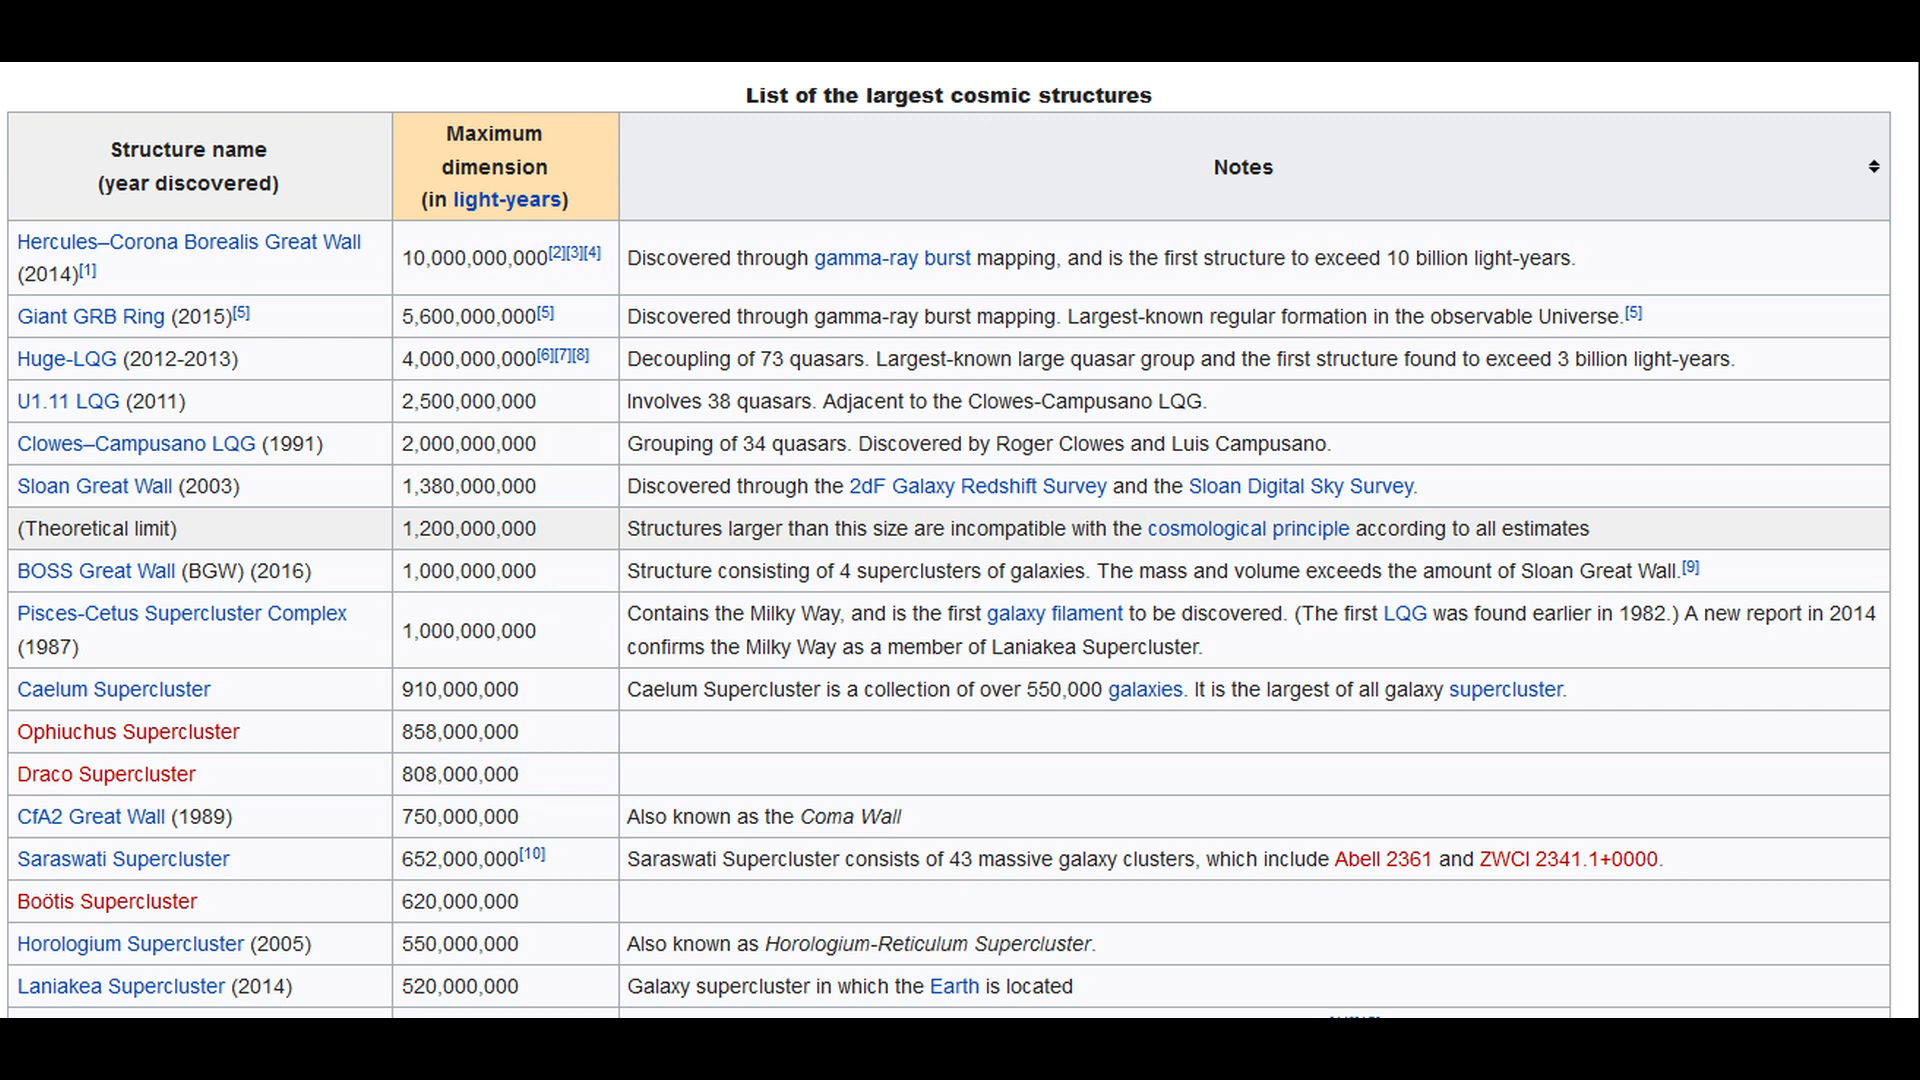 List of the largest cosmic structures
Structure name
(year discovered)
Maximum
dimension
(in light-years)
Notes
Hercules–Corona Borealis Great Wall
(2014)[1]
10,000,000,000[2][3][4]
Discovered through gamma-ray burst mapping, and is the first structure to exceed 10 billion light-years.
Giant GRB Ring (2015)[5]
5,600,000,000[5]
Discovered through gamma-ray burst mapping. Largest-known regular formation in the observable Universe.[5]
Huge-LQG (2012-2013)
4,000,000,000[6][7][8]
Decoupling of 73 quasars. Largest-known large quasar group and the first structure found to exceed 3 billion light-years.
U1.11 LQG (2011)
2,500,000,000
Involves 38 quasars. Adjacent to the Clowes-Campusano LQG.
Clowes–Campusano LQG (1991)
2,000,000,000
Grouping of 34 quasars. Discovered by Roger Clowes and Luis Campusano.
Sloan Great Wall (2003)
1,380,000,000
Discovered through the 2dF Galaxy Redshift Survey and the Sloan Digital Sky Survey.
(Theoretical limit)
1,200,000,000
Structures larger than this size are incompatible with the cosmological principle according to all estimates
BOSS Great Wall (BGW) (2016)
1,000,000,000
Structure consisting of 4 superclusters of galaxies. The mass and volume exceeds the amount of Sloan Great Wall.[9]
Pisces-Cetus Supercluster Complex
(1987)
1,000,000,000
Contains the Milky Way, and is the first galaxy filament to be discovered. (The first LQG was found earlier in 1982.) A new report in 2014
confirms the Milky Way as a member of Laniakea Supercluster.
Caelum Supercluster
910,000,000
Caelum Supercluster is a collection of over 550,000 galaxies. It is the largest of all galaxy supercluster.
Ophiuchus Supercluster
858,000,000
Draco Supercluster
808,000,000
CfA2 Great Wall (1989)
750,000,000
Also known as the Coma Wall
Saraswati Supercluster
652,000,000[10]
Saraswati Supercluster consists of 43 massive galaxy clusters, which include Abell 2361 and ZWCl 2341.1+0000.
Boötis Supercluster
620,000,000
Horologium Supercluster (2005)
550,000,000
Also known as Horologium-Reticulum Supercluster.
Laniakea Supercluster (2014)
520,000,000
Galaxy supercluster in which the Earth is located